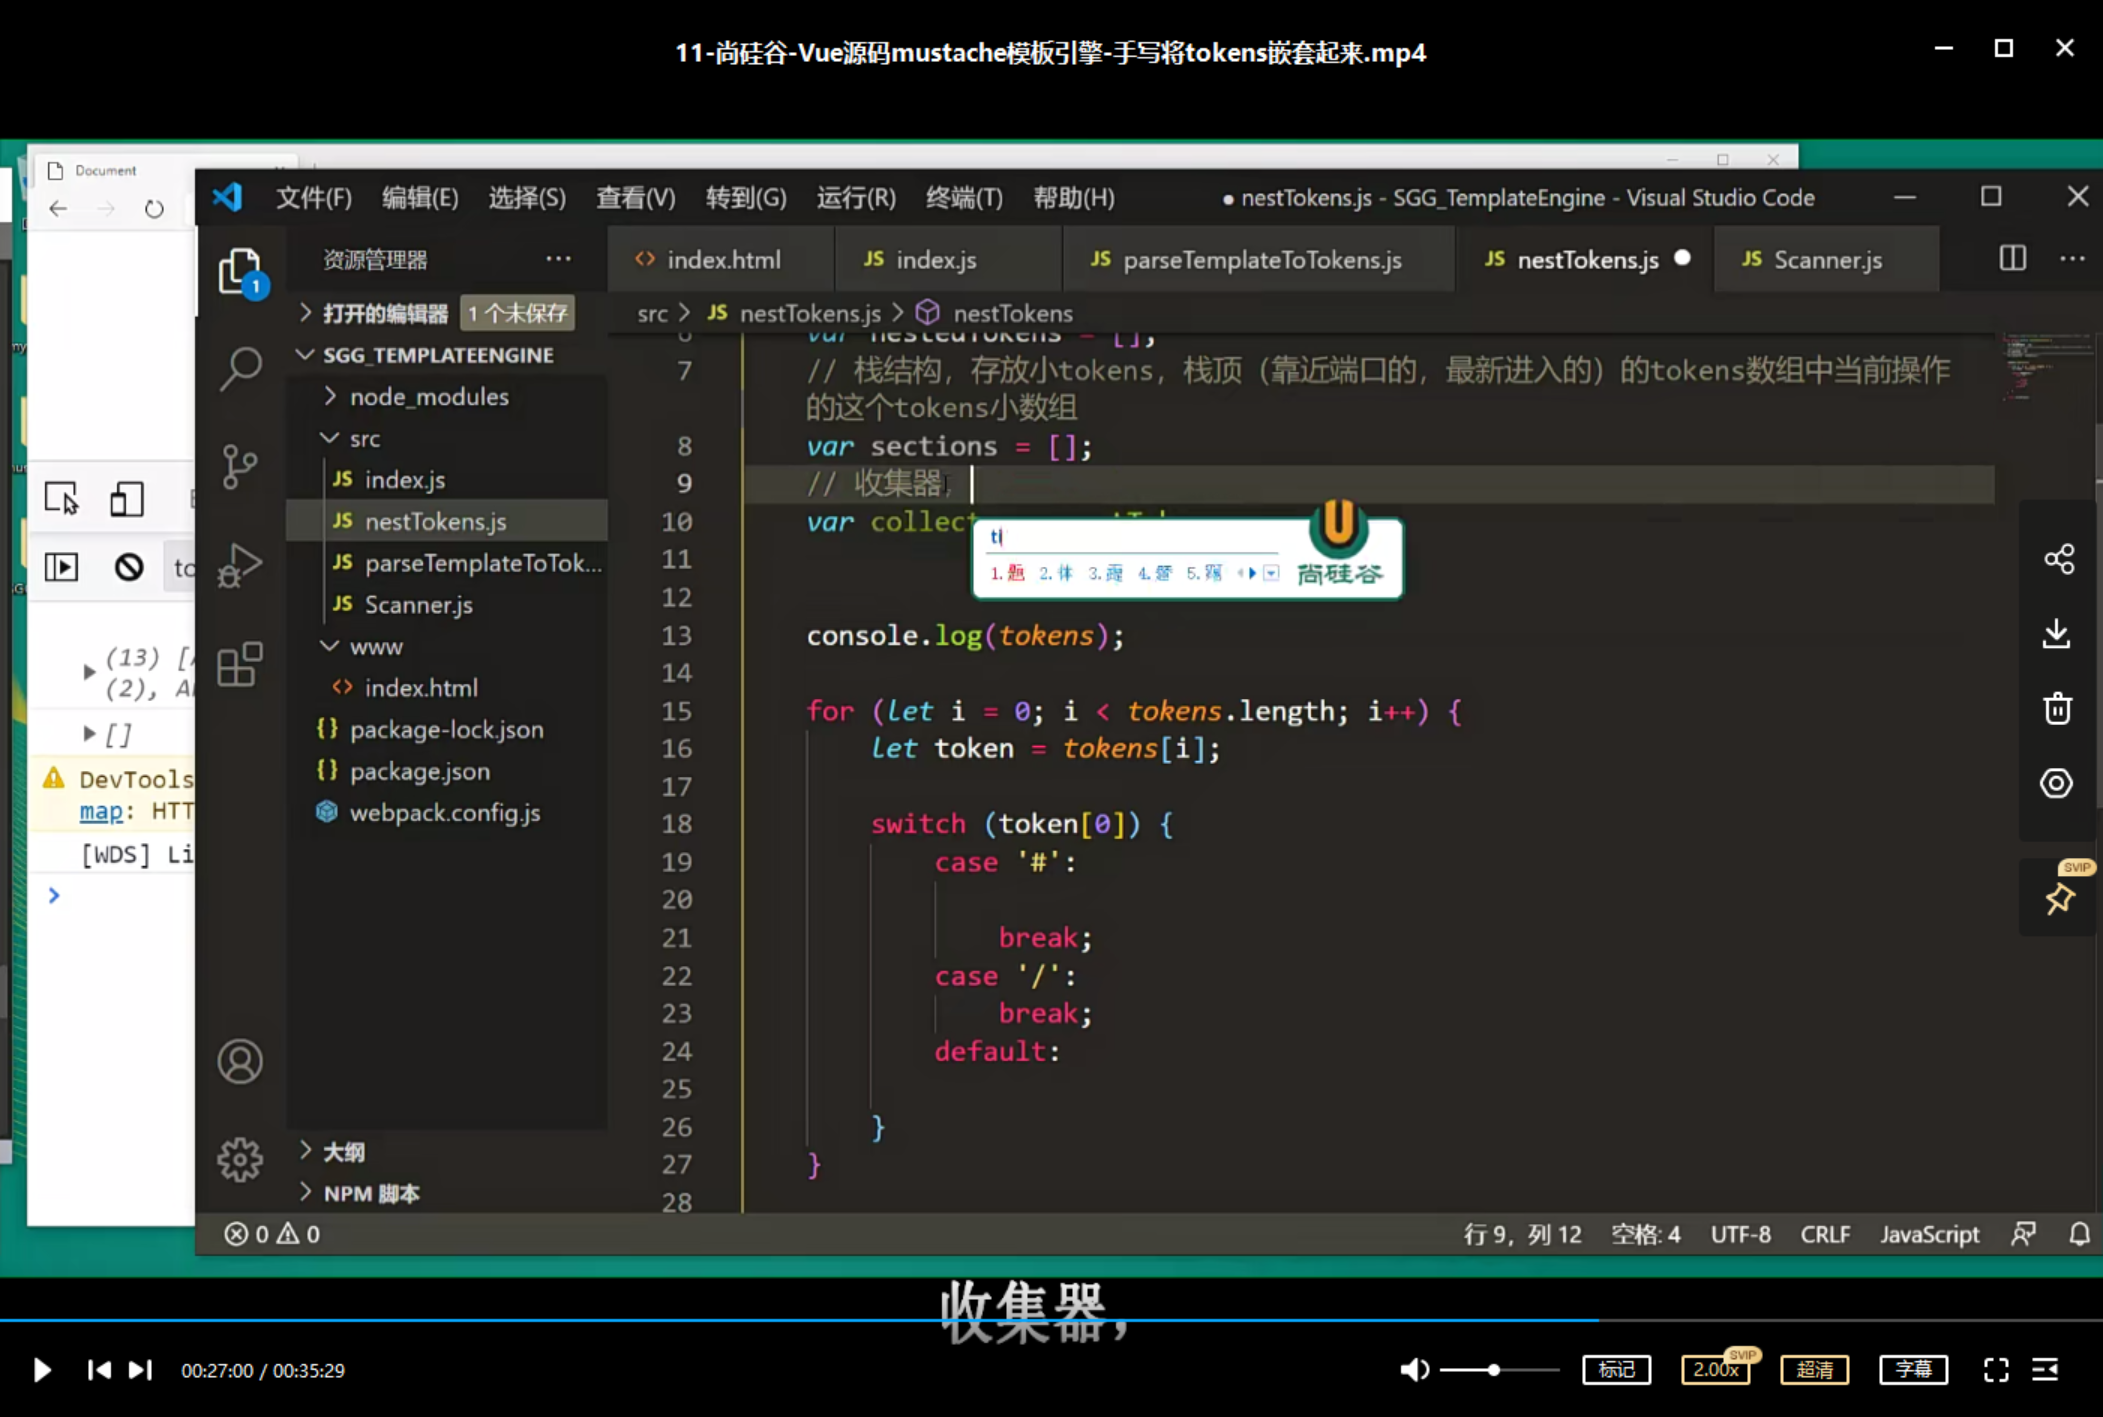 11-尚硅谷-Vue源码mustache模板引擎-手写将tokens嵌套起来.mp4
Document
文件(F) 编辑(E) 选择(S) 查看(V) 转到(G) 运行(R) 终端(T) 帮助(H)
● nestTokens.js - SGG_TemplateEngine - Visual Studio Code
资源管理器 ···
index.html
JS index.js
JS parseTemplateToTokens.js
JS nestTokens.js ●
JS Scanner.js
1
打开的编辑器 1 个未保存
src > JS nestTokens.js > nestTokens
SGG_TEMPLATEENGINE
node_modules
src
JS index.js
JS nestTokens.js
JS parseTemplateToTok...
JS Scanner.js
www
index.html
{} package-lock.json
{} package.json
webpack.config.js
大纲
NPM 脚本
6 var nestedTokens = [];
7 // 栈结构，存放小tokens，栈顶（靠近端口的，最新进入的）的tokens数组中当前操作
的这个tokens小数组
8 var sections = [];
9 // 收集器，
10 var collect
ti
1.题 2.体 3.提 4.替 5.踢
尚硅谷
11
12
13 console.log(tokens);
14
15 for (let i = 0; i < tokens.length; i++) {
16 let token = tokens[i];
17
18 switch (token[0]) {
19 case '#':
20
21 break;
22 case '/':
23 break;
24 default:
25
26 }
27 }
28
to
(13) [
(2), A
[]
DevTools
map: HTT
[WDS] Li
>
0 0
行 9，列 12 空格: 4 UTF-8 CRLF JavaScript
SVIP
收集器，
00:27:00 / 00:35:29
标记
2.00x
SVIP
超清
字幕